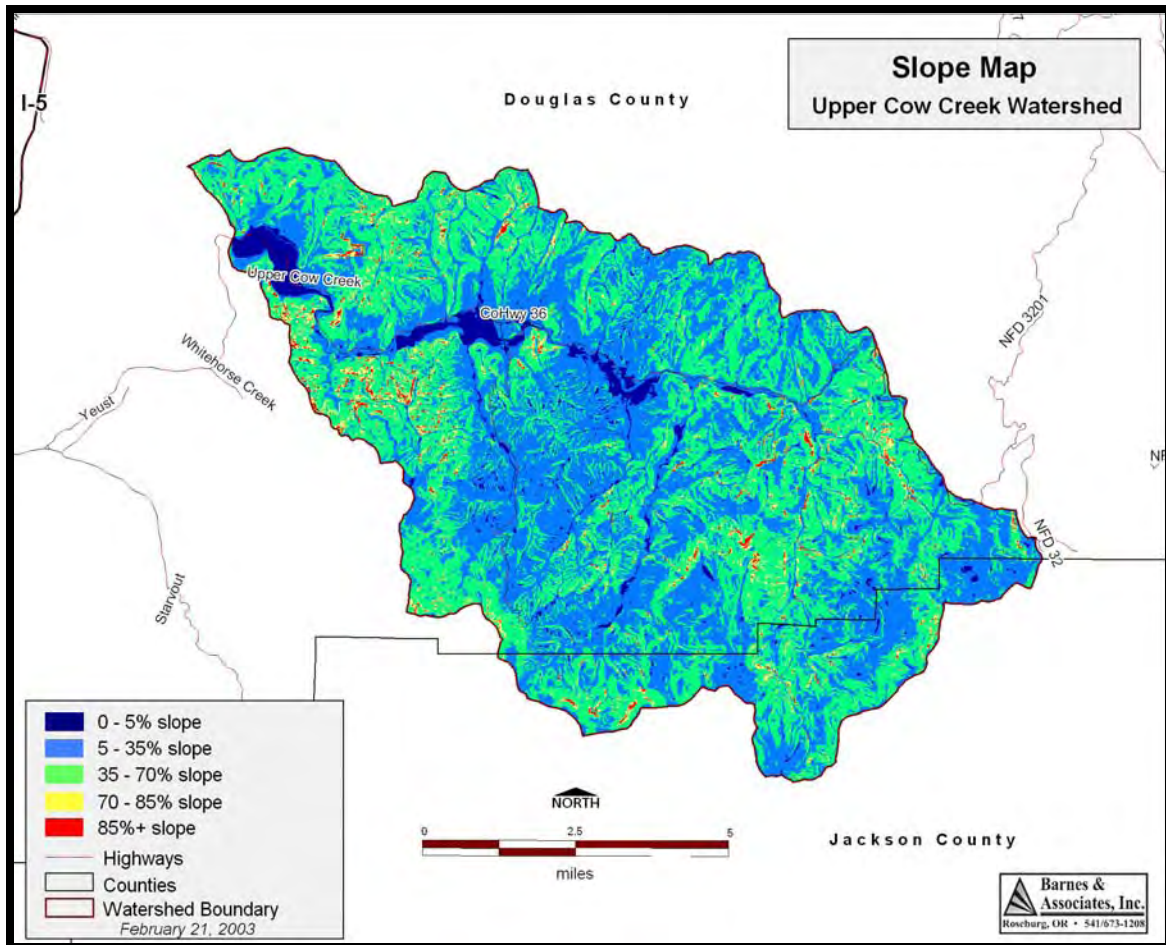 Slope Map
Upper Cow Creek Watershed
Douglas County
I-5
Upper Cow Creek
CoHwy 36
Whitehorse Creek
Yeust
Starvout
NFD 3201
NF
NFD 32
0 - 5% slope
5 - 35% slope
35 - 70% slope
70 - 85% slope
85%+ slope
Highways
Counties
Watershed Boundary
February 21, 2003
NORTH
0 2.5 5
miles
Jackson County
Barnes &
Associates, Inc.
Roseburg, OR • 541/673-1208